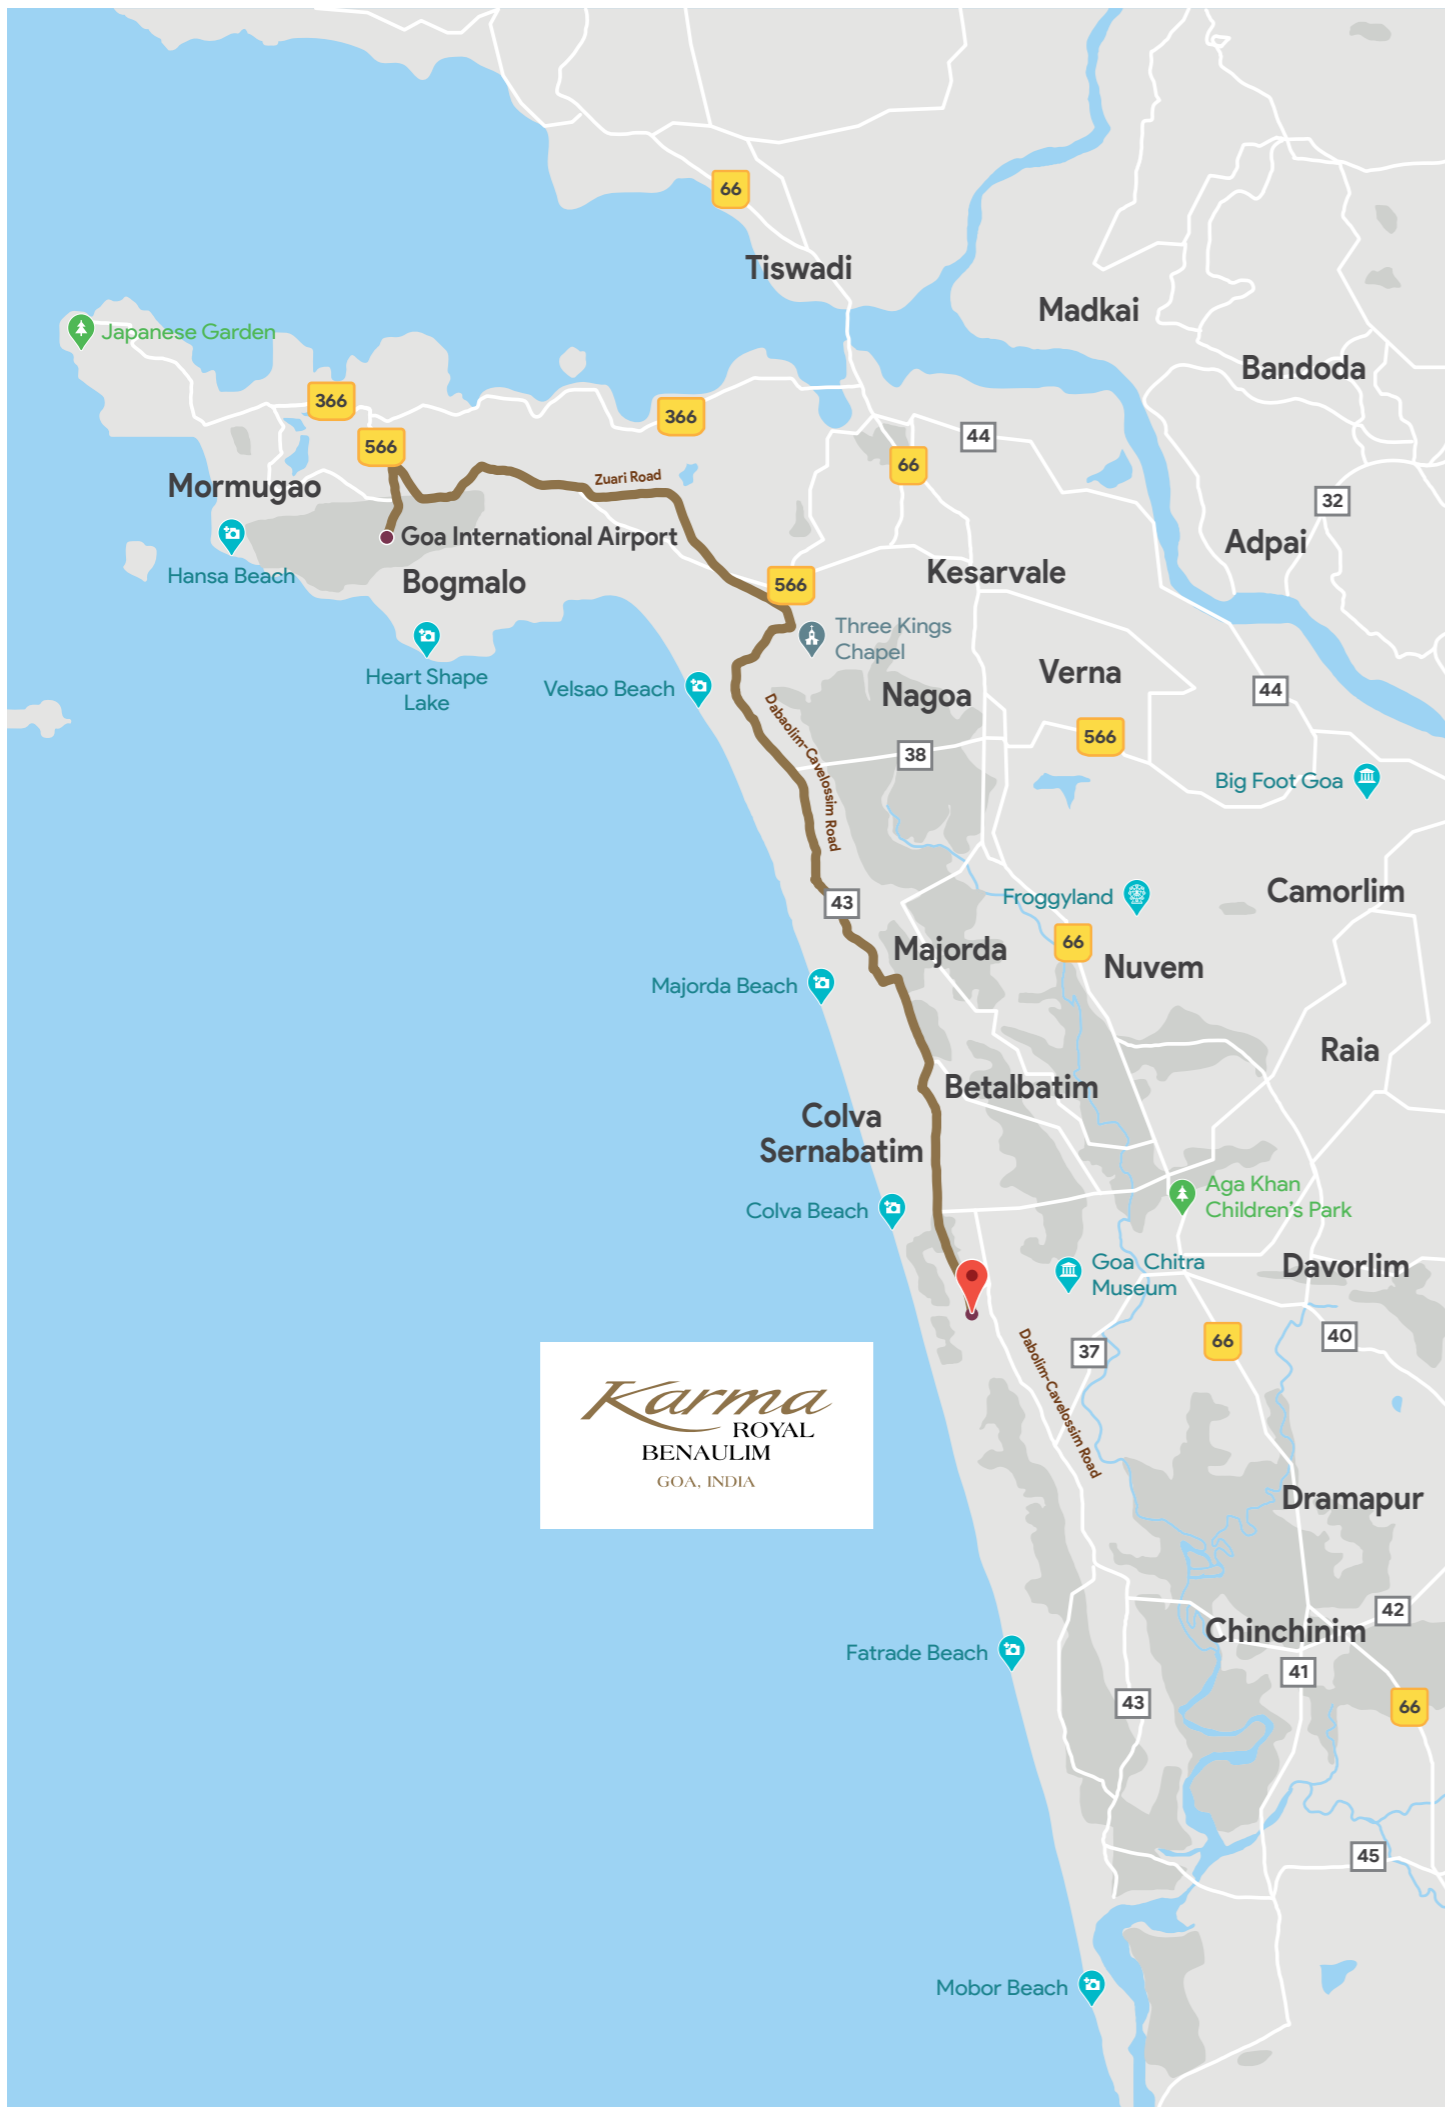 66
Tiswadi
Madkai
Japanese Garden
Bandoda
366
366
566
44
66
Zuari Road
Mormugao
32
Goa International Airport
Adpai
Hansa Beach
Bogmalo
566
Kesarvale
Three Kings
Chapel
Heart Shape
Lake
Velsao Beach
Verna
Nagoa
44
Dabaolim-Cavelossim Road
566
38
Big Foot Goa
Froggyland
Camorlim
43
66
Majorda
Nuvem
Majorda Beach
Raia
Betalbatim
Colva
Sernabatim
Aga Khan
Children's Park
Colva Beach
Goa Chitra
Museum
Davorlim
Dabolim-Cavelossim Road
37
66
40
Karma
ROYAL
BENAULIM
GOA, INDIA
Dramapur
42
Chinchinim
Fatrade Beach
41
43
66
45
Mobor Beach